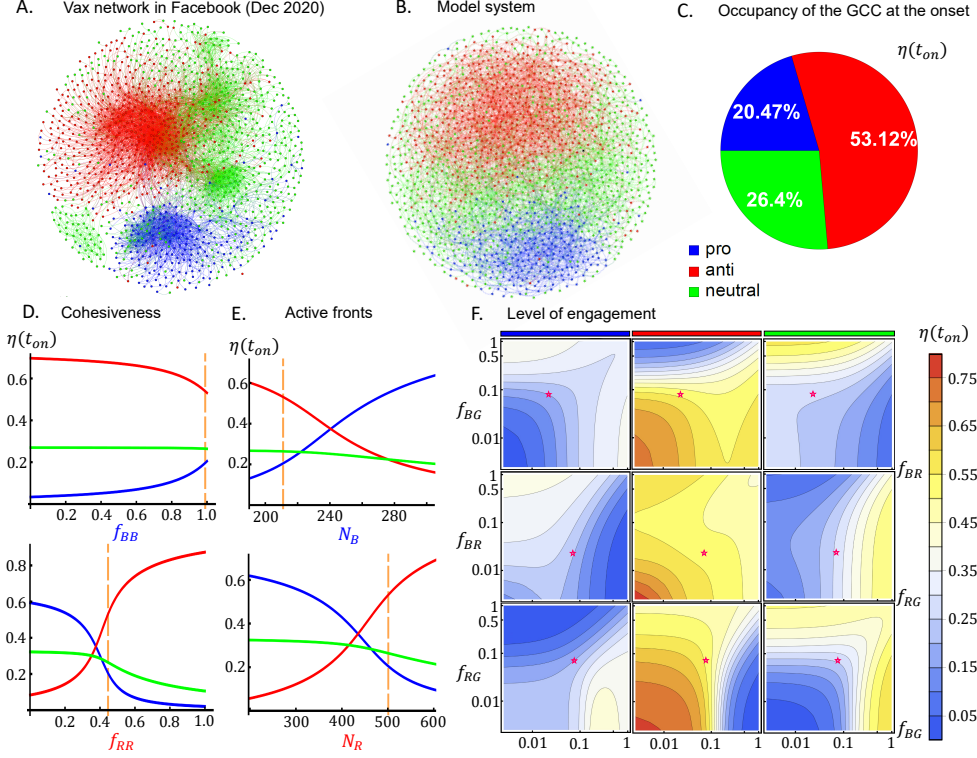 A. Vax network in Facebook (Dec 2020)
B. Model system
C. Occupancy of the GCC at the onset
η(t_on)
20.47%
53.12%
26.4%
pro
anti
neutral
D. Cohesiveness
η(t_on)
0.6
0.4
0.2
0.2 0.4 0.6 0.8 1.0
f_BB
0.8
0.6
0.4
0.2
0.2 0.4 0.6 0.8 1.0
f_RR
E. Active fronts
η(t_on)
0.6
0.4
0.2
190 240 280
N_B
0.6
0.4
0.2
300 400 500 600
N_R
F. Level of engagement
η(t_on)
1
0.5
0.1
0.01
f_BG
f_BR
1
0.5
0.1
0.01
f_BR
f_RG
1
0.5
0.1
0.01
f_RG
f_BG
0.01 0.1 1
0.01 0.1 1
0.01 0.1 1
0.75
0.65
0.55
0.45
0.35
0.25
0.15
0.05